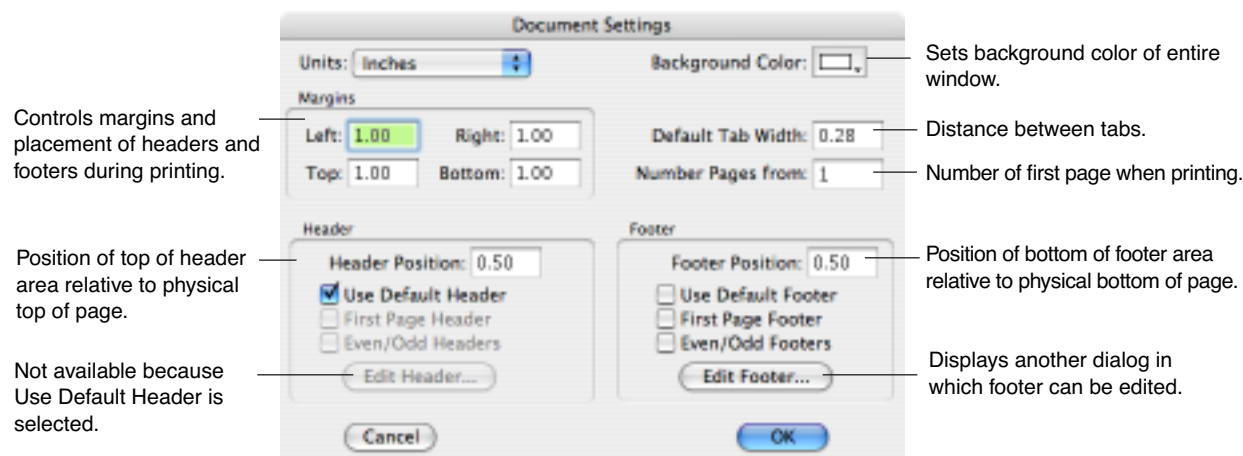 Document Settings
Units: Inches
Background Color:
Sets background color of entire
window.
Margins
Controls margins and
placement of headers and
footers during printing.
Left: 1.00 Right: 1.00
Default Tab Width: 0.28
Distance between tabs.
Top: 1.00 Bottom: 1.00
Number Pages from: 1
Number of first page when printing.
Header
Footer
Position of top of header
area relative to physical
top of page.
Header Position: 0.50
Footer Position: 0.50
Position of bottom of footer area
relative to physical bottom of page.
Use Default Header
Use Default Footer
First Page Header
First Page Footer
Even/Odd Headers
Even/Odd Footers
Not available because
Use Default Header is
selected.
Edit Header...
Edit Footer...
Displays another dialog in
which footer can be edited.
Cancel
OK